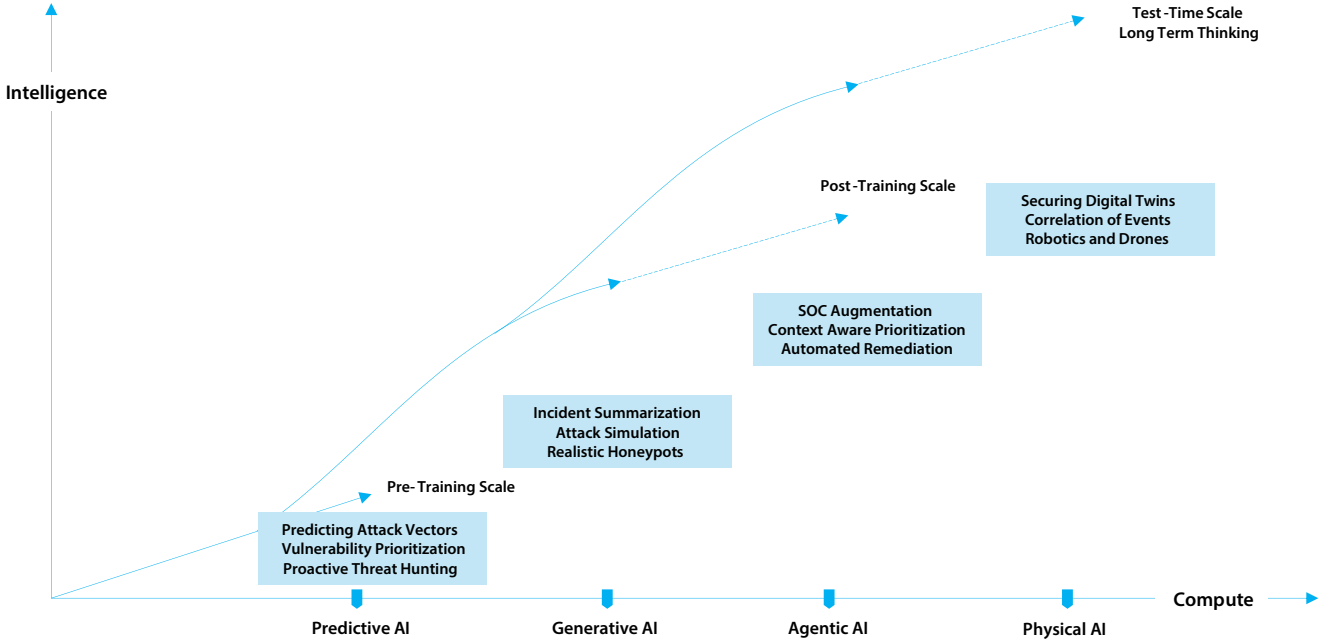 Test-Time Scale
Long Term Thinking
Intelligence
Post-Training Scale
Securing Digital Twins
Correlation of Events
Robotics and Drones
SOC Augmentation
Context Aware Prioritization
Automated Remediation
Incident Summarization
Attack Simulation
Realistic Honeypots
Pre-Training Scale
Predicting Attack Vectors
Vulnerability Prioritization
Proactive Threat Hunting
Compute
Predictive AI
Generative AI
Agentic AI
Physical AI